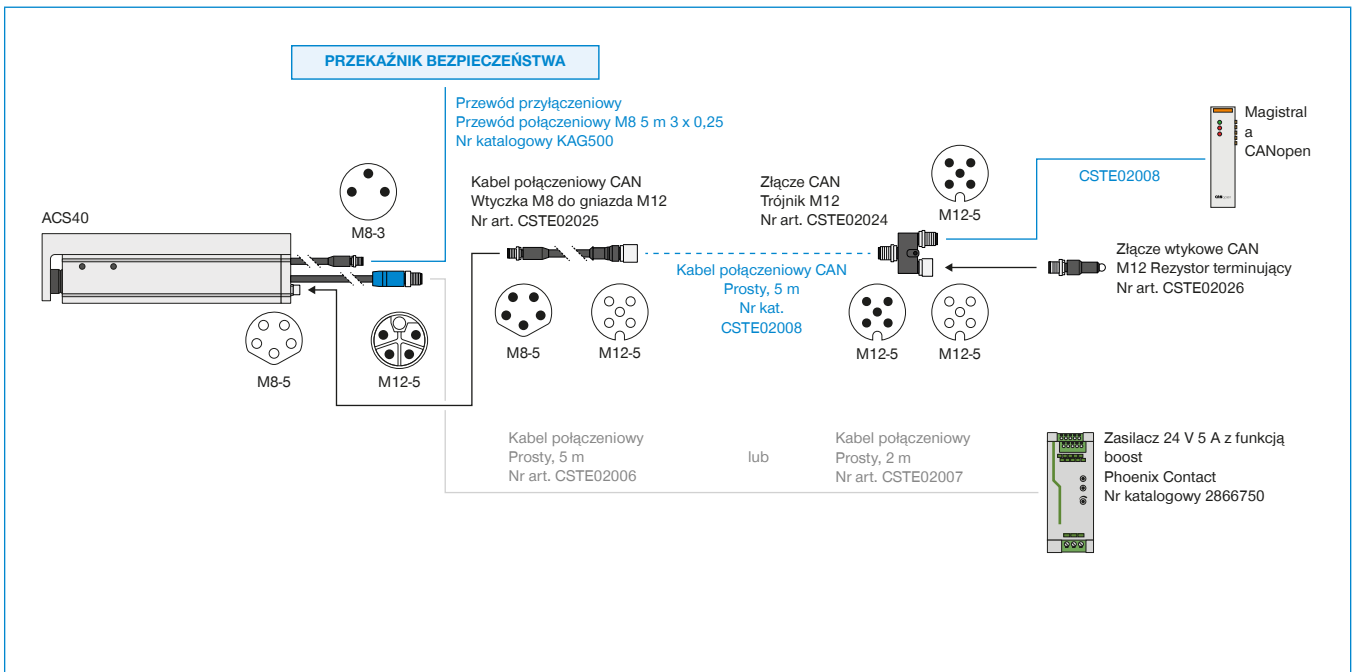 PRZEKAŹNIK BEZPIECZEŃSTWA
Przewód przyłączeniowy
Przewód połączeniowy M8 5 m 3 x 0,25
Nr katalogowy KAG500
Magistral
a
CANopen
CSTE02008
M8-3
Kabel połączeniowy CAN
Wtyczka M8 do gniazda M12
Nr art. CSTE02025
Złącze CAN
Trójnik M12
Nr art. CSTE02024
M12-5
ACS40
Złącze wtykowe CAN
M12 Rezystor terminujący
Nr art. CSTE02026
Kabel połączeniowy CAN
Prosty, 5 m
Nr kat.
CSTE02008
M8-5
M12-5
M8-5
M12-5
M12-5
M12-5
Kabel połączeniowy
Prosty, 5 m
Nr art. CSTE02006
lub
Kabel połączeniowy
Prosty, 2 m
Nr art. CSTE02007
Zasilacz 24 V 5 A z funkcją
boost
Phoenix Contact
Nr katalogowy 2866750